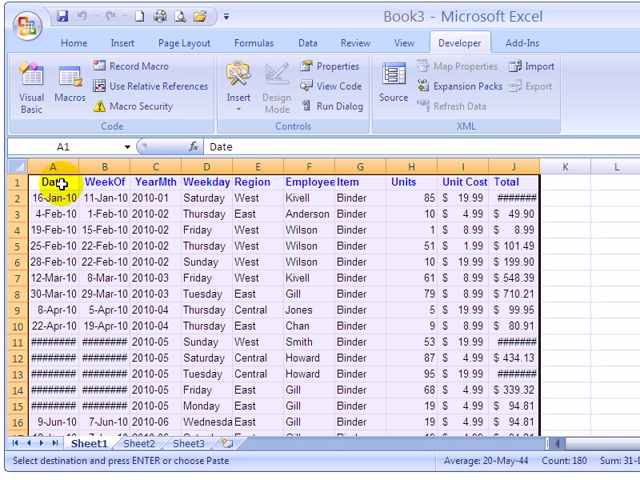 Book3 - Microsoft Excel
Home Insert Page Layout Formulas Data Review View Developer Add-Ins
Visual Basic
Macros
Record Macro
Use Relative References
Macro Security
Code
Insert
Design Mode
Properties
View Code
Run Dialog
Controls
Source
Map Properties
Expansion Packs
Refresh Data
Import
Export
XML
A1 fx Date
A B C D E F G H I J K L
1 WeekOf YearMth Weekday Region Employee Item Units Unit Cost Total
2 16-Jan-10 11-Jan-10 2010-01 Saturday West Kivell Binder 85 $ 19.99 #######
3 4-Feb-10 1-Feb-10 2010-02 Thursday East Anderson Binder 10 $ 4.99 $ 49.90
4 19-Feb-10 15-Feb-10 2010-02 Friday West Wilson Binder 1 $ 8.99 $ 8.99
5 25-Feb-10 22-Feb-10 2010-02 Thursday West Wilson Binder 51 $ 1.99 $ 101.49
6 28-Feb-10 22-Feb-10 2010-02 Sunday West Wilson Binder 10 $ 19.99 $ 199.90
7 12-Mar-10 8-Mar-10 2010-03 Friday West Kivell Binder 61 $ 8.99 $ 548.39
8 30-Mar-10 29-Mar-10 2010-03 Tuesday East Gill Binder 79 $ 8.99 $ 710.21
9 8-Apr-10 5-Apr-10 2010-04 Thursday Central Jones Binder 5 $ 19.99 $ 99.95
10 22-Apr-10 19-Apr-10 2010-04 Thursday East Chan Binder 9 $ 8.99 $ 80.91
11 ######## ######## 2010-05 Sunday West Smith Binder 53 $ 19.99 #######
12 ######## ######## 2010-05 Saturday Central Howard Binder 87 $ 4.99 $ 434.13
13 ######## ######## 2010-05 Thursday Central Howard Binder 95 $ 19.99 #######
14 ######## ######## 2010-05 Friday East Gill Binder 68 $ 4.99 $ 339.32
15 ######## ######## 2010-05 Monday East Gill Binder 19 $ 4.99 $ 94.81
16 9-Jun-10 7-Jun-10 2010-06 Wednesda East Gill Binder 19 $ 4.99 $ 94.81
Sheet1 Sheet2 Sheet3
Select destination and press ENTER or choose Paste Average: 20-May-44 Count: 180 Sum: 31-D